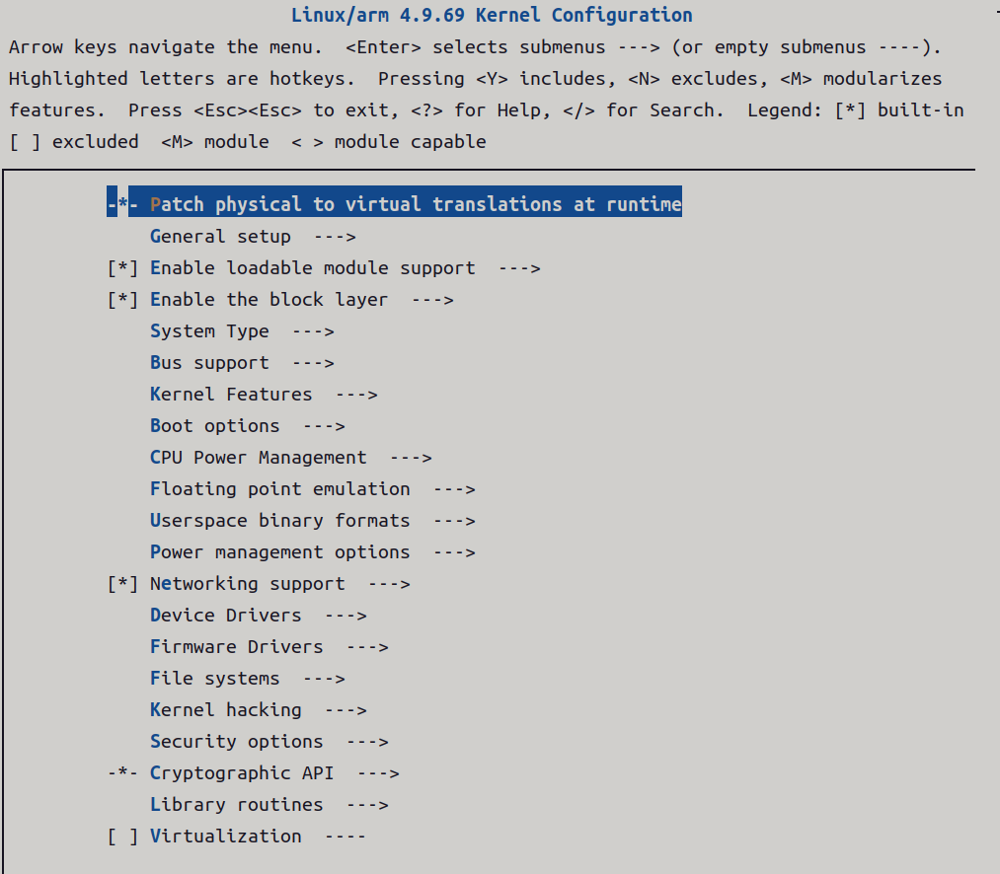 Linux/arm 4.9.69 Kernel Configuration
Arrow keys navigate the menu.  <Enter> selects submenus ---> (or empty submenus ----).
Highlighted letters are hotkeys.  Pressing <Y> includes, <N> excludes, <M> modularizes
features.  Press <Esc><Esc> to exit, <?> for Help, </> for Search.  Legend: [*] built-in
[ ] excluded  <M> module  < > module capable
-*- Patch physical to virtual translations at runtime
General setup  --->
[*] Enable loadable module support  --->
[*] Enable the block layer  --->
System Type  --->
Bus support  --->
Kernel Features  --->
Boot options  --->
CPU Power Management  --->
Floating point emulation  --->
Userspace binary formats  --->
Power management options  --->
[*] Networking support  --->
Device Drivers  --->
Firmware Drivers  --->
File systems  --->
Kernel hacking  --->
Security options  --->
-*- Cryptographic API  --->
Library routines  --->
[ ] Virtualization  ----